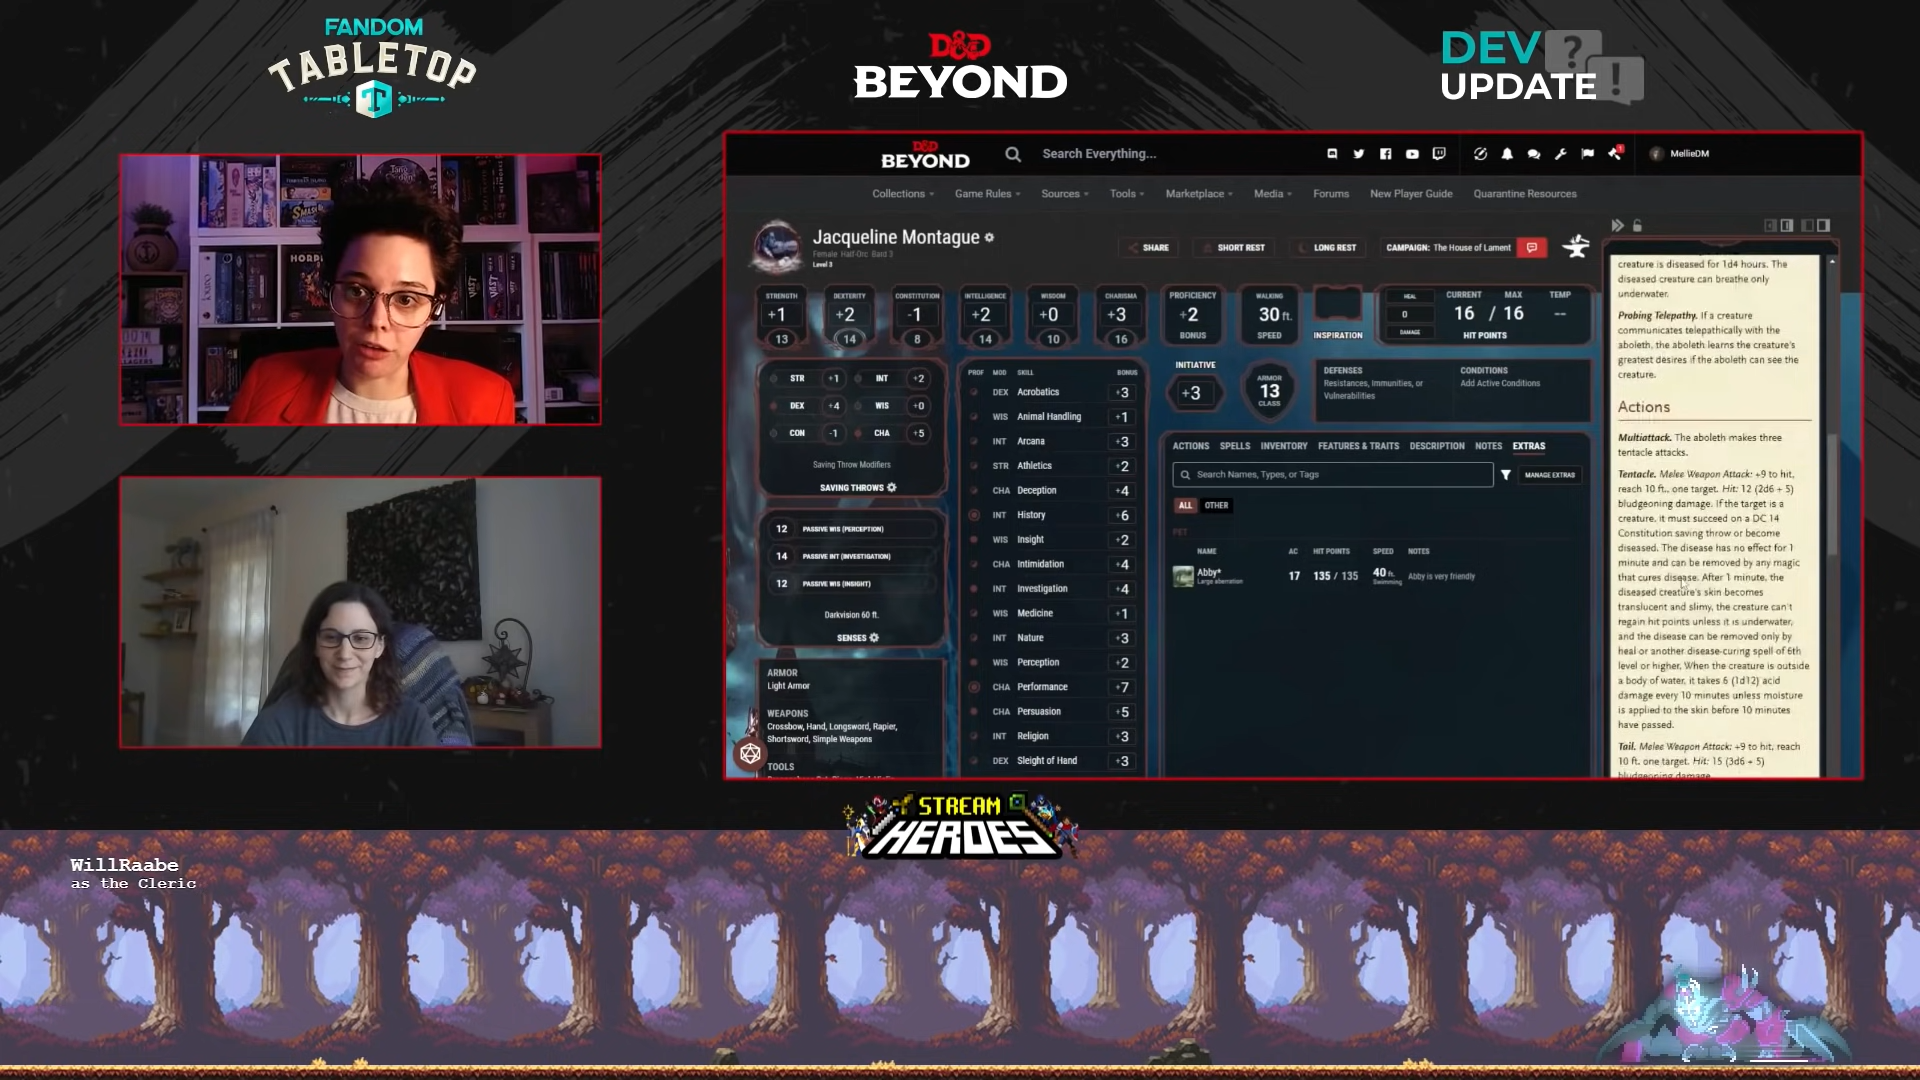 FANDOM
TABLETOP
D&D
BEYOND
DEV
UPDATE
D&D
BEYOND
Search Everything...
MellieDM
Collections
Game Rules
Sources
Tools
Marketplace
Media
Forums
New Player Guide
Quarantine Resources
Jacqueline Montague
Female Half-Orc Bard 3
Level 3
SHARE
SHORT REST
LONG REST
CAMPAIGN: The House of Lament
STRENGTH
+1
13
DEXTERITY
+2
14
CONSTITUTION
-1
8
INTELLIGENCE
+2
14
WISDOM
+0
10
CHARISMA
+3
16
PROFICIENCY
+2
BONUS
WALKING
30 ft.
SPEED
INSPIRATION
HEAL
0
DAMAGE
CURRENT
MAX
TEMP
16 / 16
--
HIT POINTS
STR +1
INT +2
DEX +4
WIS +0
CON -1
CHA +5
Saving Throw Modifiers
SAVING THROWS
12 PASSIVE WIS (PERCEPTION)
14 PASSIVE INT (INVESTIGATION)
12 PASSIVE WIS (INSIGHT)
Darkvision 60 ft.
SENSES
ARMOR
Light Armor
WEAPONS
Crossbow, Hand, Longsword, Rapier,
Shortsword, Simple Weapons
TOOLS
PROF MOD SKILL BONUS
DEX Acrobatics +3
WIS Animal Handling +1
INT Arcana +3
STR Athletics +2
CHA Deception +4
INT History +6
WIS Insight +2
CHA Intimidation +4
INT Investigation +4
WIS Medicine +1
INT Nature +3
WIS Perception +2
CHA Performance +7
CHA Persuasion +5
INT Religion +3
DEX Sleight of Hand +3
INITIATIVE
+3
ARMOR
13
CLASS
DEFENSES
Resistances, Immunities, or
Vulnerabilities
CONDITIONS
Add Active Conditions
ACTIONS SPELLS INVENTORY FEATURES & TRAITS DESCRIPTION NOTES EXTRAS
Search Names, Types, or Tags
MANAGE EXTRAS
ALL OTHER
PET
NAME AC HIT POINTS SPEED NOTES
Abby*
Large aberration
17
135 / 135
40 ft.
Swimming
Abby is very friendly
creature is diseased for 1d4 hours. The
diseased creature can breathe only
underwater.
Probing Telepathy. If a creature
communicates telepathically with the
aboleth, the aboleth learns the creature's
greatest desires if the aboleth can see the
creature.
Actions
Multiattack. The aboleth makes three
tentacle attacks.
Tentacle. Melee Weapon Attack: +9 to hit,
reach 10 ft., one target. Hit: 12 (2d6 + 5)
bludgeoning damage. If the target is a
creature, it must succeed on a DC 14
Constitution saving throw or become
diseased. The disease has no effect for 1
minute and can be removed by any magic
that cures disease. After 1 minute, the
diseased creature's skin becomes
translucent and slimy, the creature can't
regain hit points unless it is underwater,
and the disease can be removed only by
heal or another disease-curing spell of 6th
level or higher. When the creature is outside
a body of water, it takes 6 (1d12) acid
damage every 10 minutes unless moisture
is applied to the skin before 10 minutes
have passed.
Tail. Melee Weapon Attack: +9 to hit, reach
10 ft. one target. Hit: 15 (3d6 + 5)
bludgeoning damage.
STREAM
HEROES
WillRaabe
as the Cleric